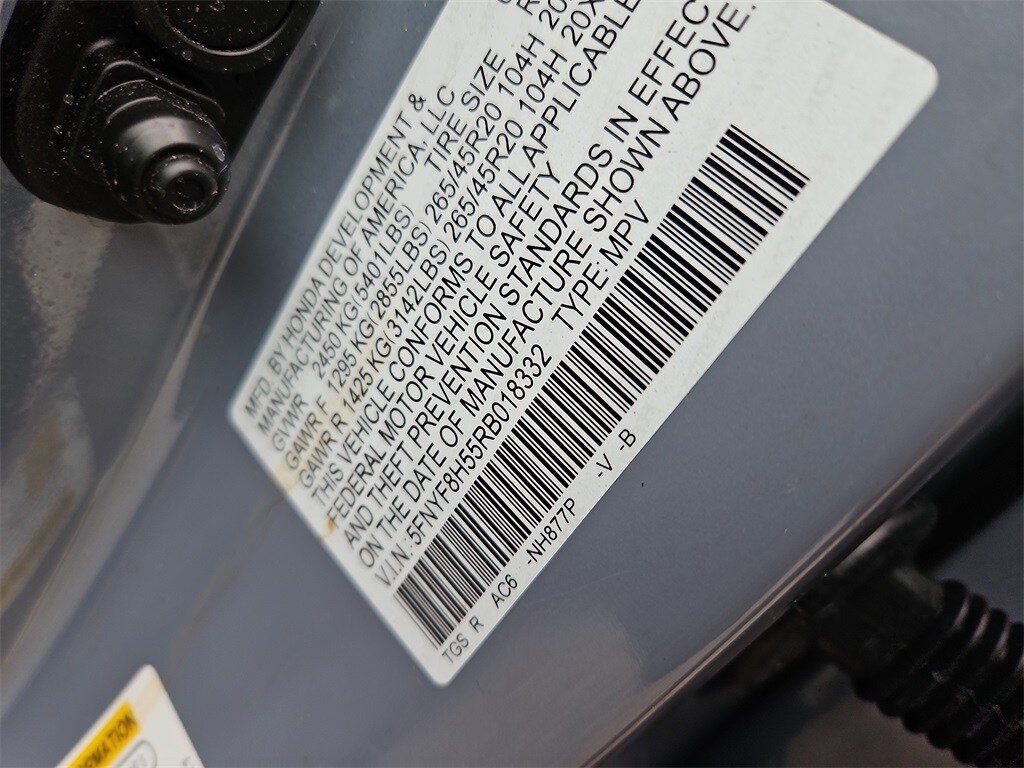 MFD. BY HONDA DEVELOPMENT &
MANUFACTURING OF AMERICA, LLC
GVWR 2450 KG(5401LBS) TIRE SIZE
GAWR F 1295 KG( 2855LBS) 265/45R20 104H
GAWR R 1425 KG(3142LBS) 265/45R20 104H
THIS VEHICLE CONFORMS TO ALL APPLICABLE
FEDERAL MOTOR VEHICLE SAFETY
AND THEFT PREVENTION STANDARDS IN EFFECT
ON THE DATE OF MANUFACTURE SHOWN ABOVE.
V.I.N: 5FNYF8H55RB018332 TYPE: MPV
TGS R AC6 -NH877P -V -B